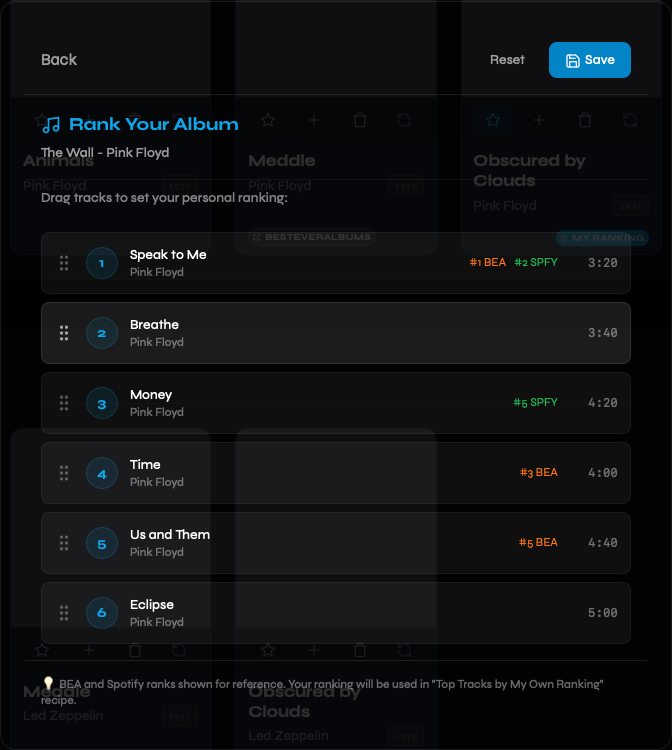 Back
Reset
Save
Rank Your Album
The Wall - Pink Floyd
Animals
Pink Floyd
1971
Meddle
Pink Floyd
1971
Obscured by
Clouds
Pink Floyd
1971
Drag tracks to set your personal ranking:
BESTEVERALBUMS
MY RANKING
1
Speak to Me
Pink Floyd
#1 BEA
#2 SPFY
3:20
2
Breathe
Pink Floyd
3:40
3
Money
Pink Floyd
#5 SPFY
4:20
4
Time
Pink Floyd
#3 BEA
4:00
5
Us and Them
Pink Floyd
#5 BEA
4:40
6
Eclipse
Pink Floyd
5:00
💡 BEA and Spotify ranks shown for reference. Your ranking will be used in "Top Tracks by My Own Ranking"
recipe.
Meddle
Led Zeppelin
1971
Obscured by
Clouds
Led Zeppelin
1971